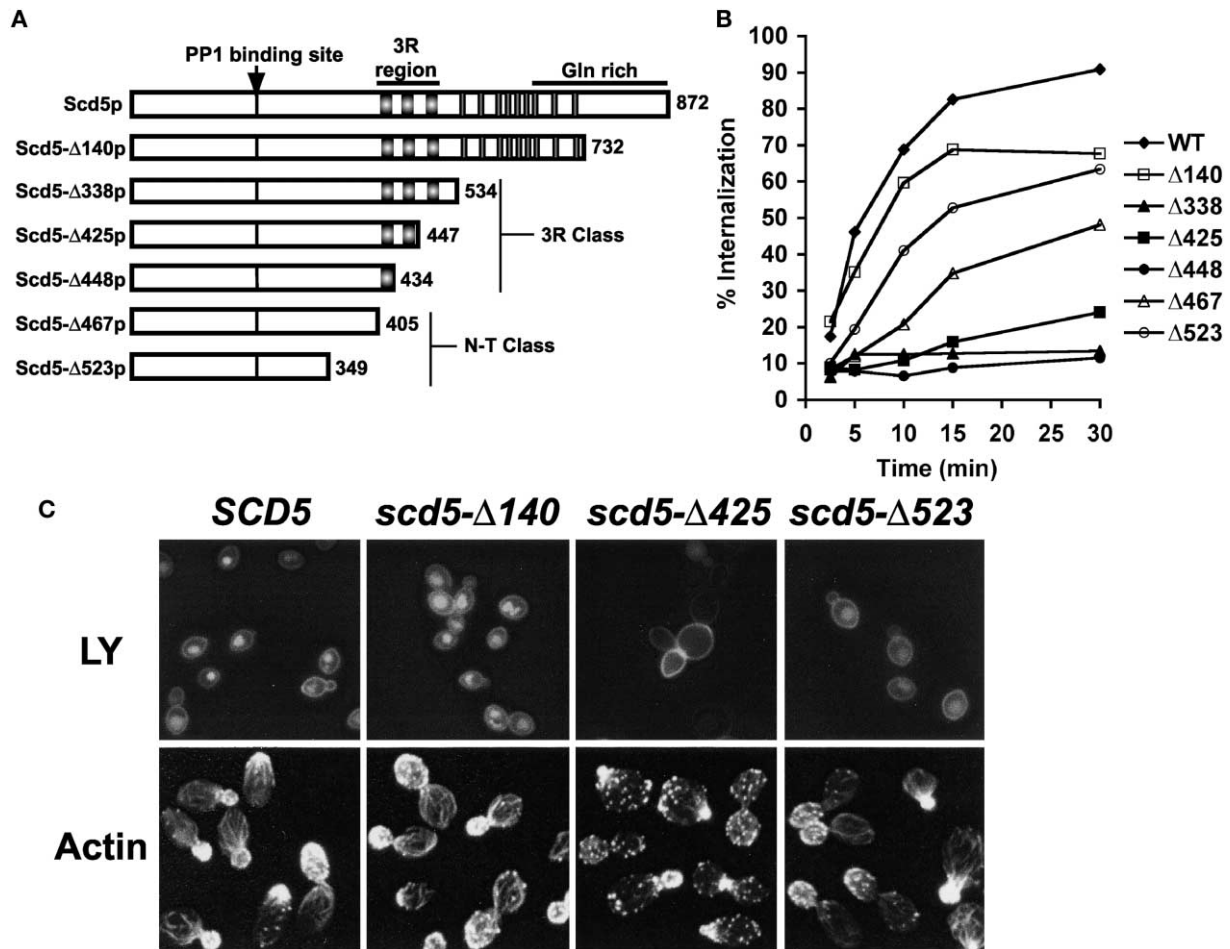 A
PP1 binding site
3R
region
Gln rich
Scd5p
872
Scd5-Δ140p
732
Scd5-Δ338p
534
Scd5-Δ425p
447
3R Class
Scd5-Δ448p
434
Scd5-Δ467p
405
N-T Class
Scd5-Δ523p
349
B
% Internalization
100
90
80
70
60
50
40
30
20
10
0
0 5 10 15 20 25 30
Time (min)
WT
Δ140
Δ338
Δ425
Δ448
Δ467
Δ523
C
SCD5 scd5-Δ140 scd5-Δ425 scd5-Δ523
LY
Actin